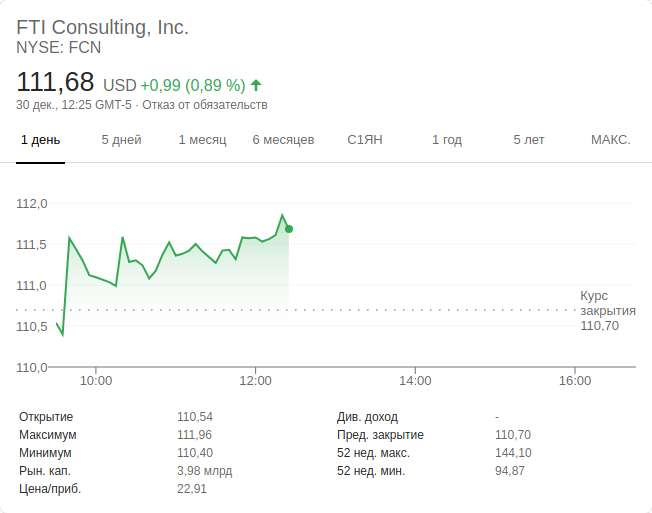 FTI Consulting, Inc.
NYSE: FCN
111,68 USD +0,99 (0,89 %)
30 дек., 12:25 GMT-5 · Отказ от обязательств
1 день 5 дней 1 месяц 6 месяцев С1ЯН 1 год 5 лет МАКС.
112,0
111,5
111,0
110,5
110,0
Курс
закрытия
110,70
10:00 12:00 14:00 16:00
Открытие 110,54 Див. доход -
Максимум 111,96 Пред. закрытие 110,70
Минимум 110,40 52 нед. макс. 144,10
Рын. кап. 3,98 млрд 52 нед. мин. 94,87
Цена/приб. 22,91